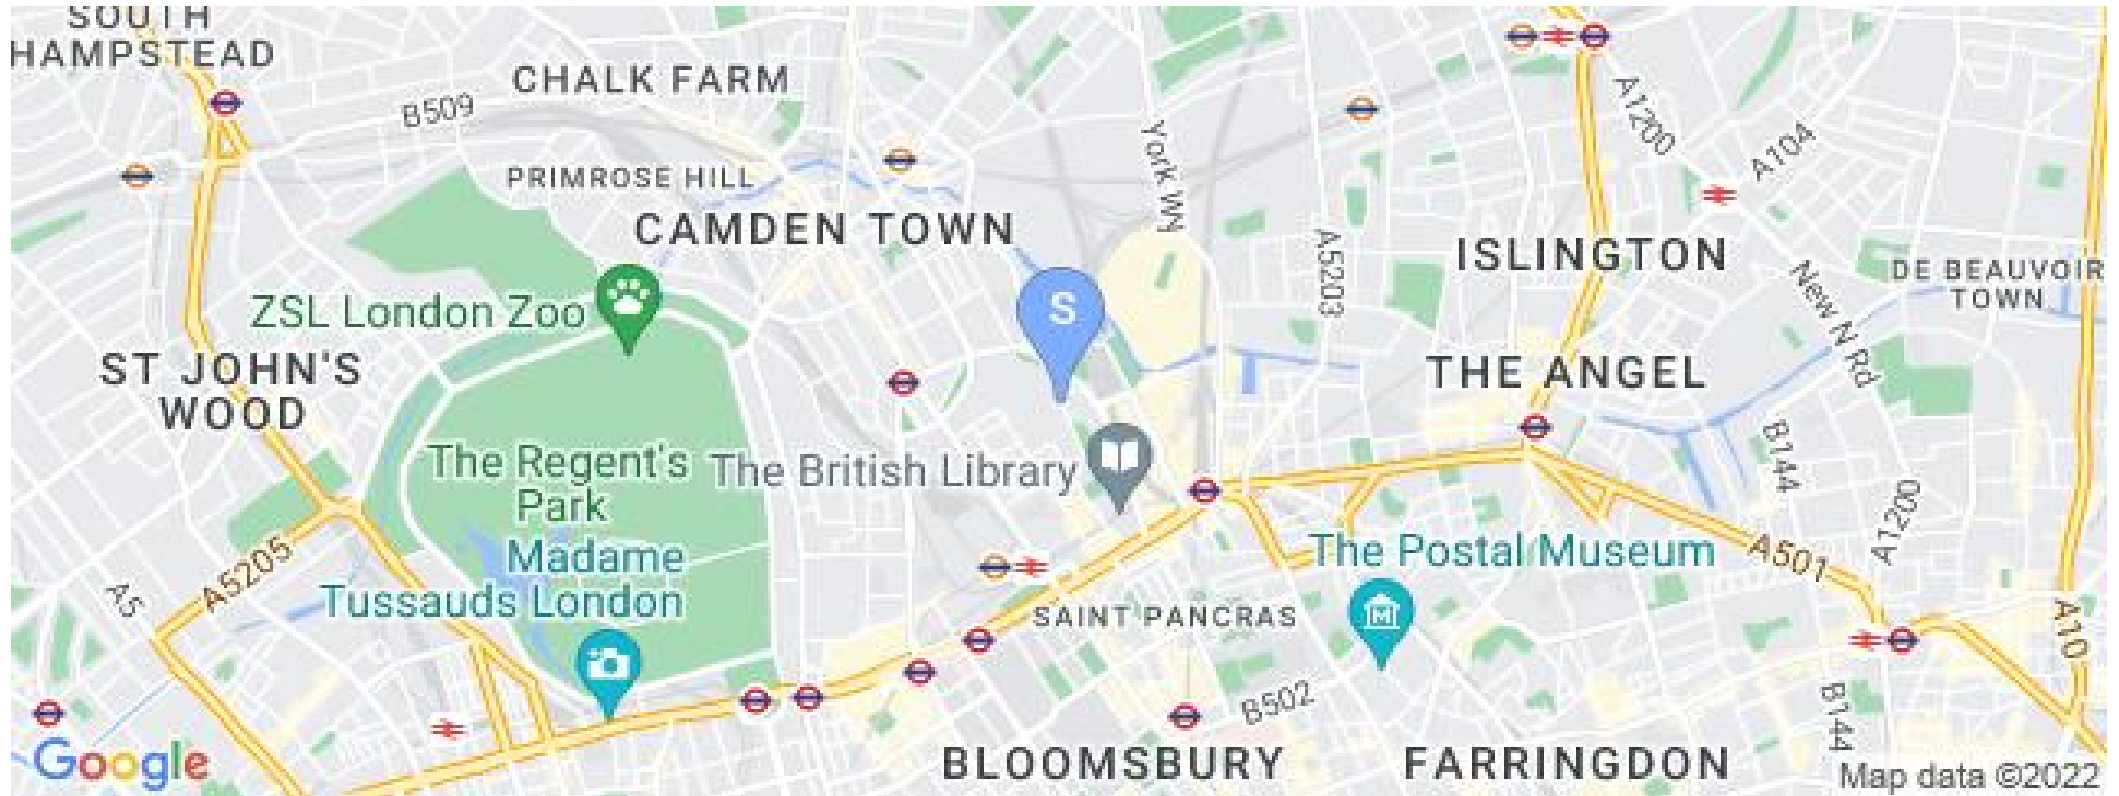 SOUTH
HAMPSTEAD
CHALK FARM
B509
A1200
A104
York Wy
PRIMROSE HILL
CAMDEN TOWN
ISLINGTON
A5203
DE BEAUVOIR
TOWN
New N Rd
S
ZSL London Zoo
ST JOHN'S
WOOD
THE ANGEL
The Regent's
Park
The British Library
B144
A1200
A5205
A5
Madame
Tussauds London
The Postal Museum
A501
M
SAINT PANCRAS
A10
B502
B144
Google
BLOOMSBURY
FARRINGDON
Map data ©2022